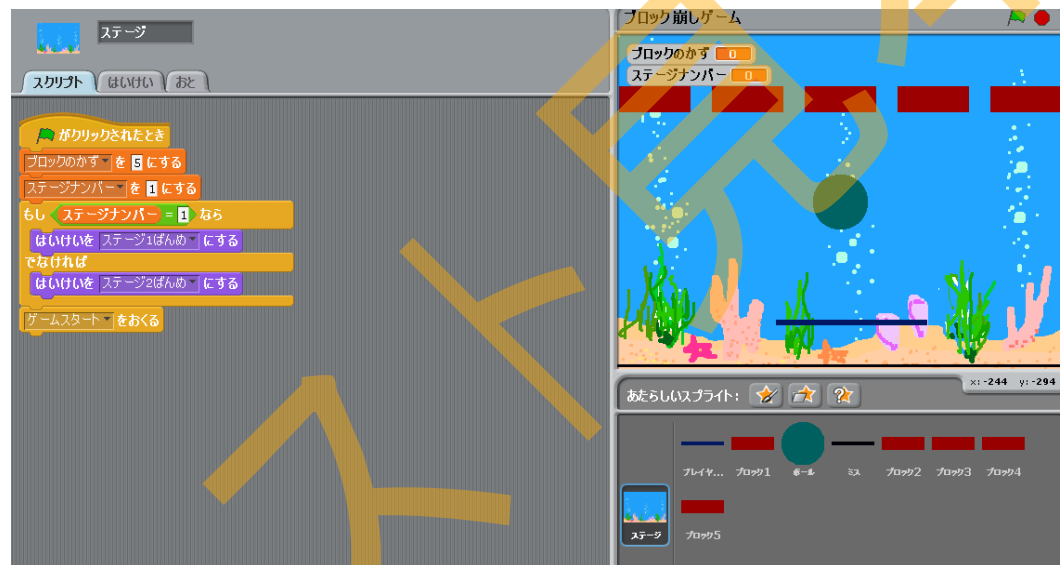 ステージ
スクリプト はいけい おと
がクリックされたとき
ブロックのかず を 5 にする
ステージナンバー を 1 にする
もし ステージナンバー = 1 なら
はいけいを ステージ1ばんめ にする
でなければ
はいけいを ステージ2ばんめ にする
ゲームスタート をおくる
ブロック崩しゲーム
ブロックのかず 0
ステージナンバー 0
x: -244 y: -294
あたらしいスプライト:
プレイヤ... ブロック1 ボール ミス ブロック2 ブロック3 ブロック4
ステージ ブロック5